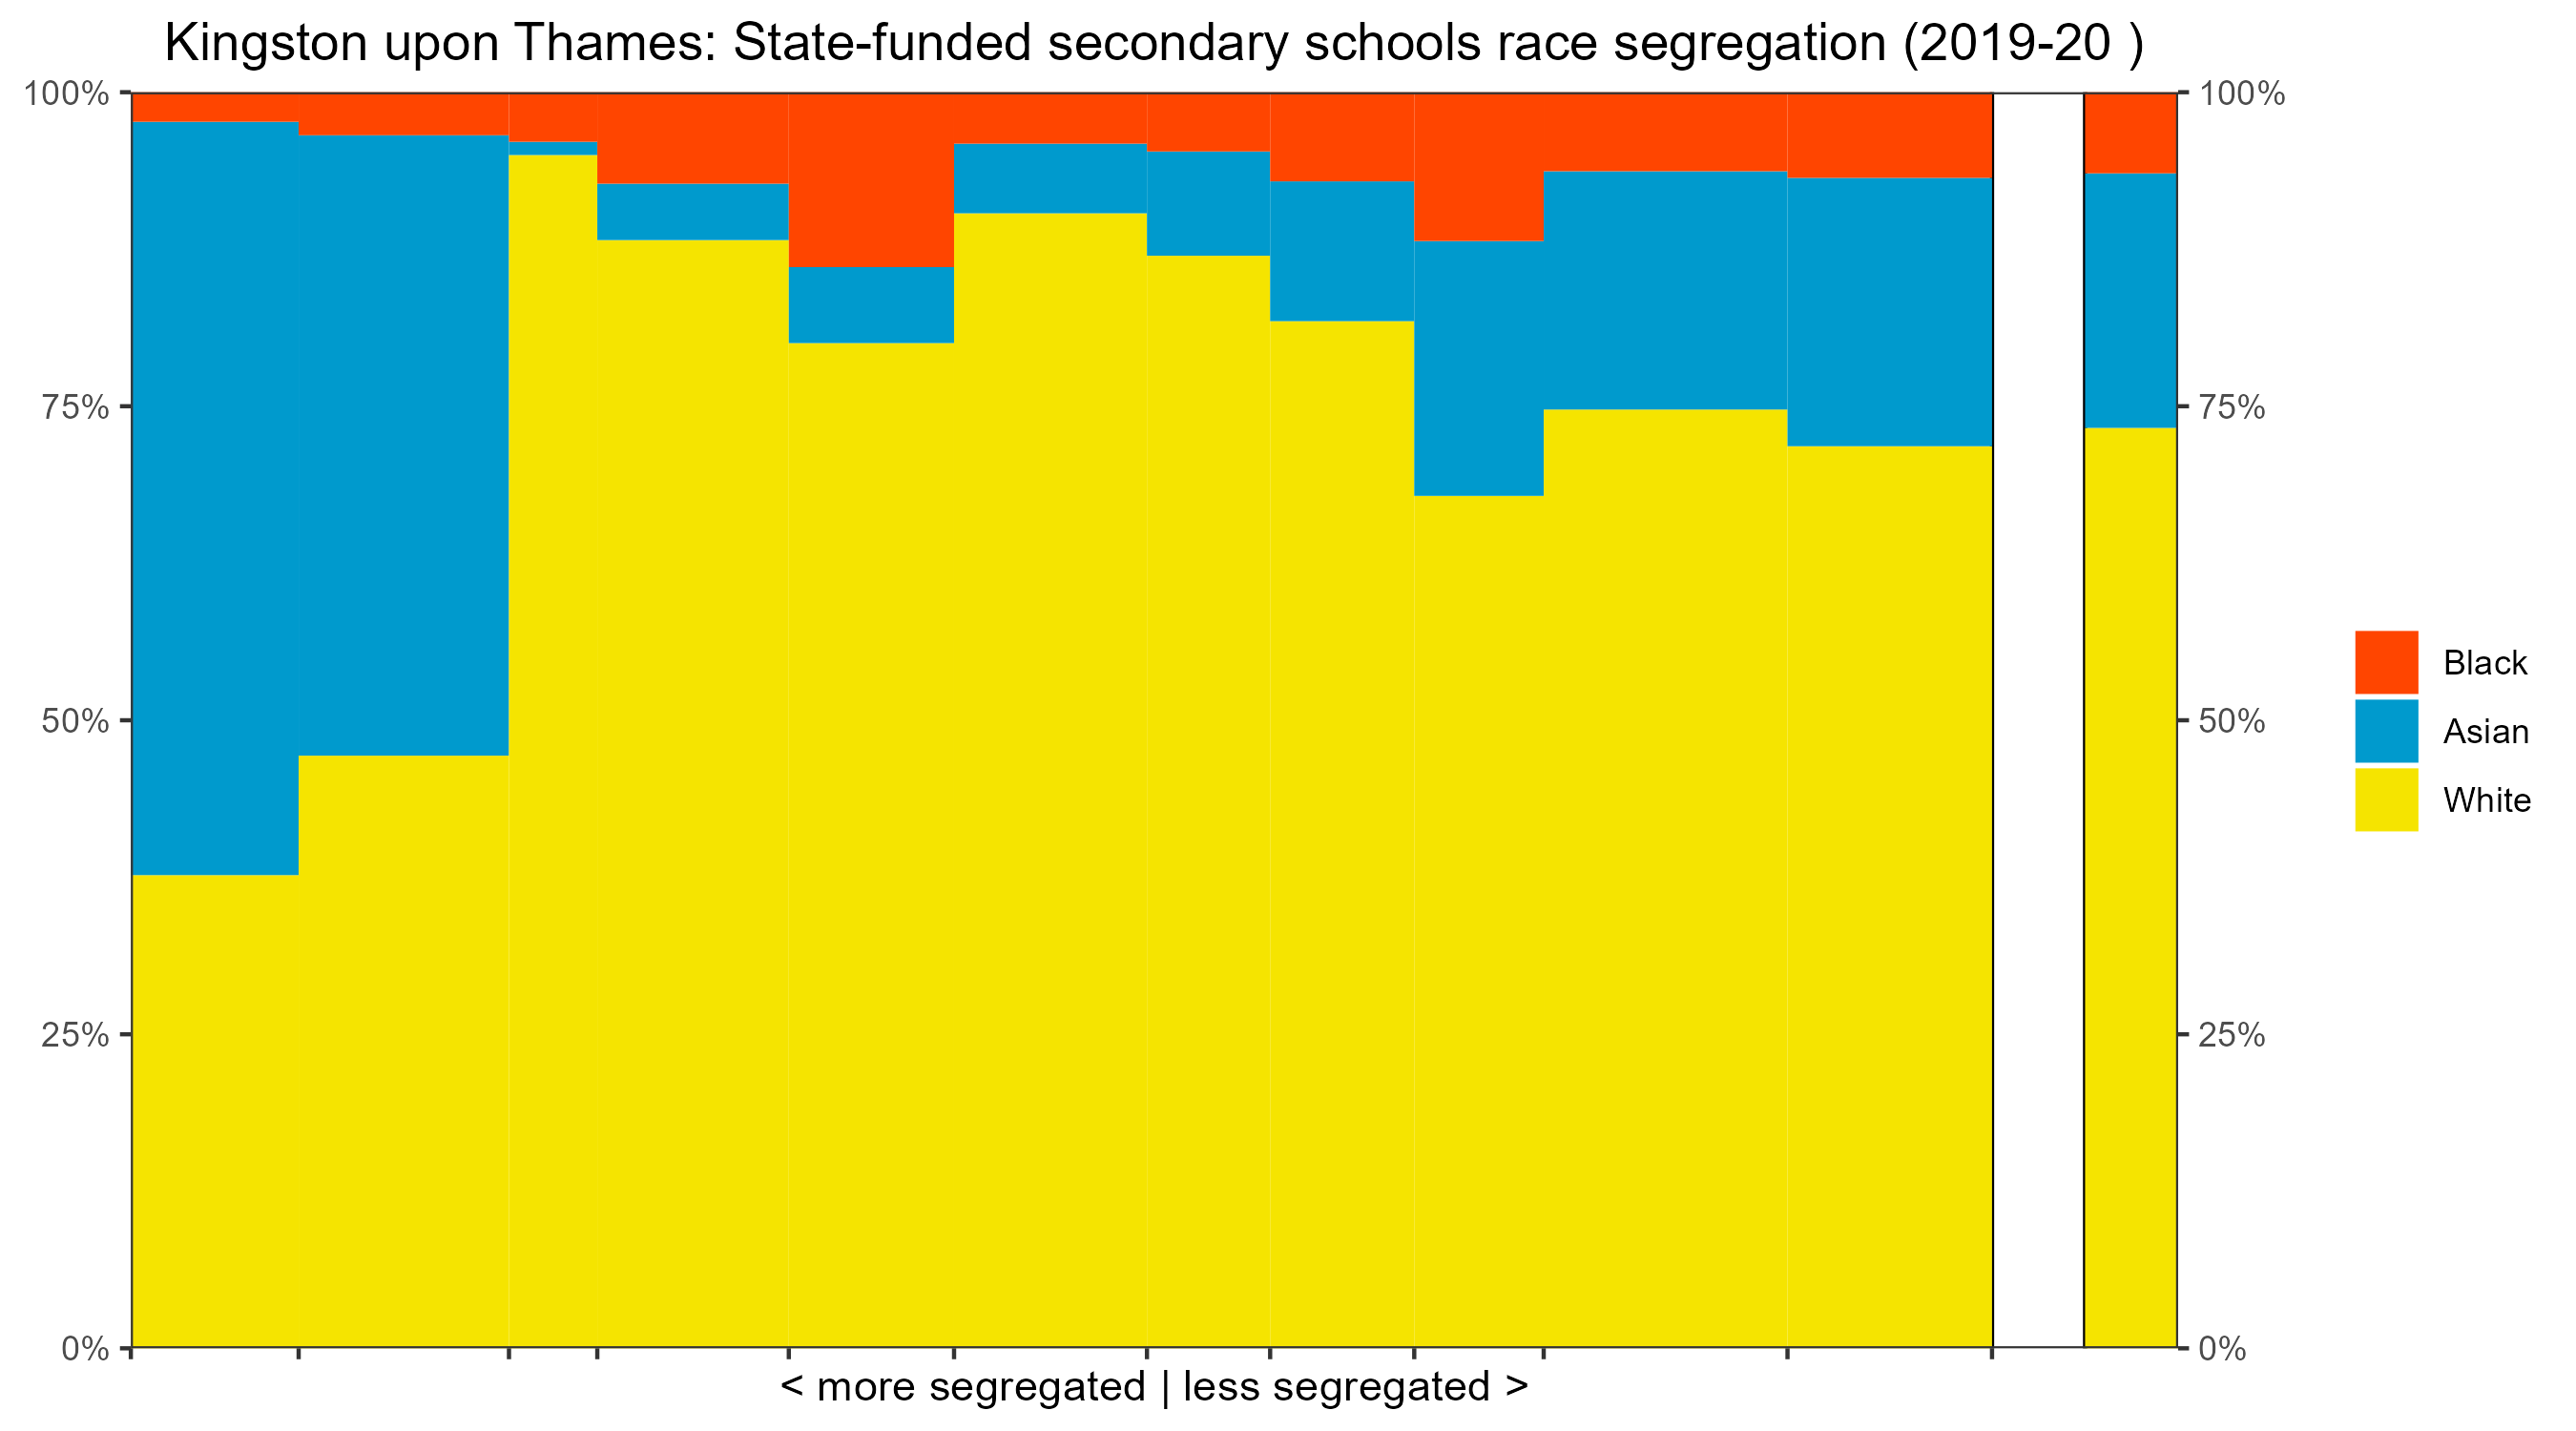 Kingston upon Thames: State-funded secondary schools race segregation (2019-20 )
100%
75%
50%
25%
0%
100%
75%
50%
25%
0%
Black
Asian
White
< more segregated | less segregated >